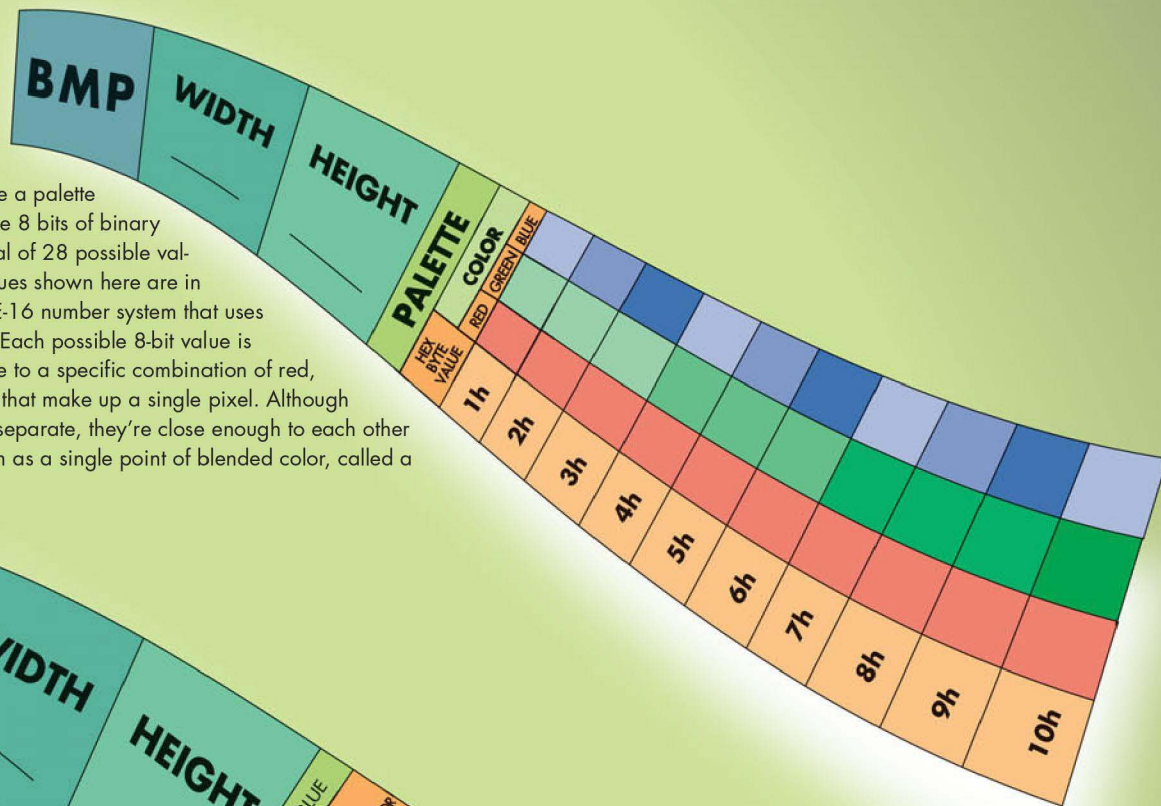 BMP
WIDTH
HEIGHT
PALETTE
COLOR
BLUE
GREEN
RED
HEX
BYTE
VALUE
1h
2h
3h
4h
5h
6h
7h
8h
9h
10h
e a palette
e 8 bits of binary
al of 28 possible val-
ues shown here are in
E-16 number system that uses
Each possible 8-bit value is
e to a specific combination of red,
that make up a single pixel. Although
separate, they're close enough to each other
n as a single point of blended color, called a
IDTH
HEIGHT
LUE